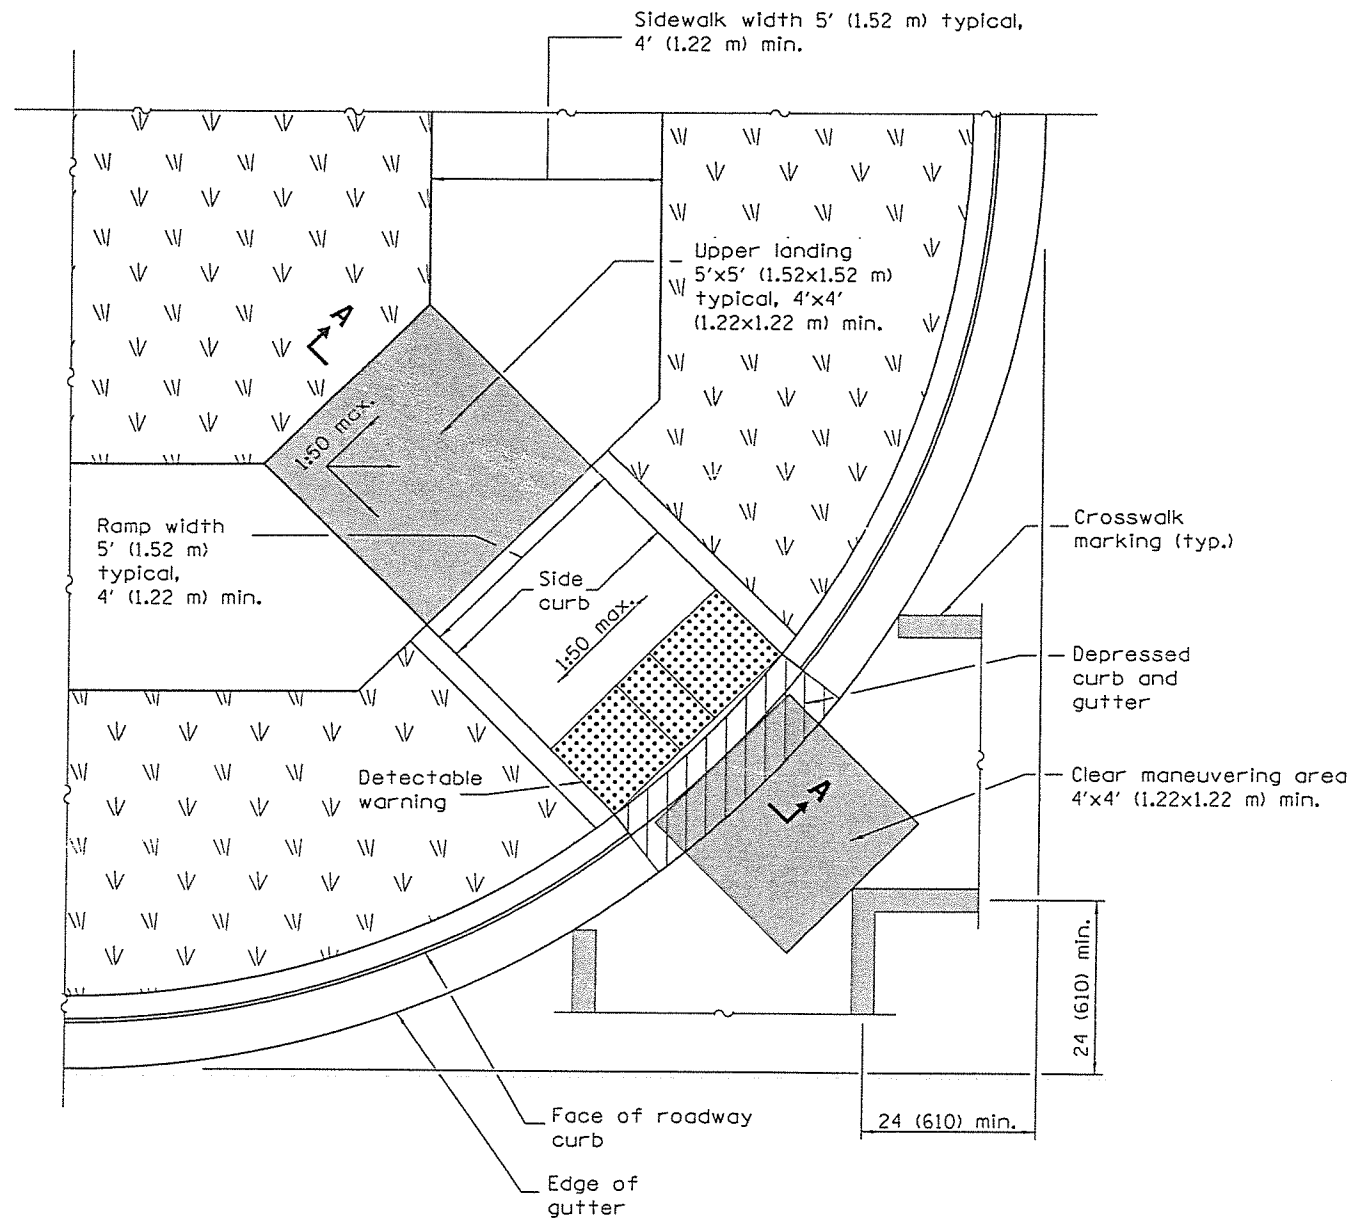 Sidewalk width 5' (1.52 m) typical,
4' (1.22 m) min.
Upper landing
5'x5' (1.52x1.52 m)
typical, 4'x4'
(1.22x1.22 m) min.
A
1:50 max.
Ramp width
5' (1.52 m)
typical,
4' (1.22 m) min.
Side
curb
1:50 max.
Crosswalk
marking (typ.)
Depressed
curb and
gutter
Detectable
warning
Clear maneuvering area
4'x4' (1.22x1.22 m) min.
A
24 (610) min.
24 (610) min.
Face of roadway
curb
Edge of
gutter